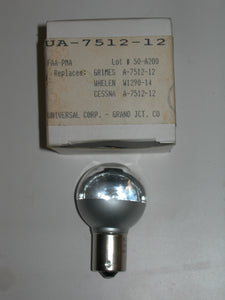 UA-7512-12
FAA-PMA Lot # 50-A200
Replaces: GRIMES A-7512-12
WHELEN W1290-14
CESSNA A-7512-12
UNIVERSAL CORP. - GRAND JCT, CO